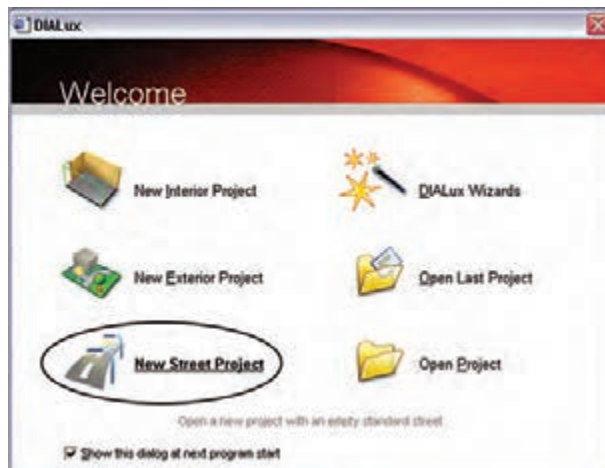 DIALux
Welcome
New Interior Project
DIALux Wizards
New Exterior Project
Open Last Project
New Street Project
Open Project
Open a new project with an empty standard street
Show this dialog at next program start